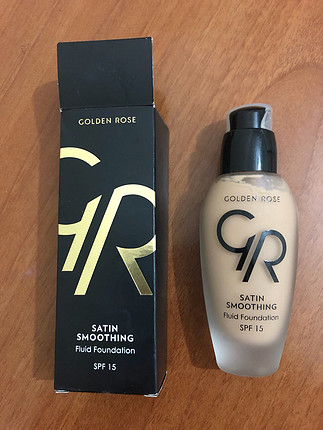 GOLDEN ROSE
GR
SATIN
SMOOTHING
Fluid Foundation
SPF 15
GOLDEN ROSE
GR
SATIN
SMOOTHING
Fluid Foundation
SPF 15